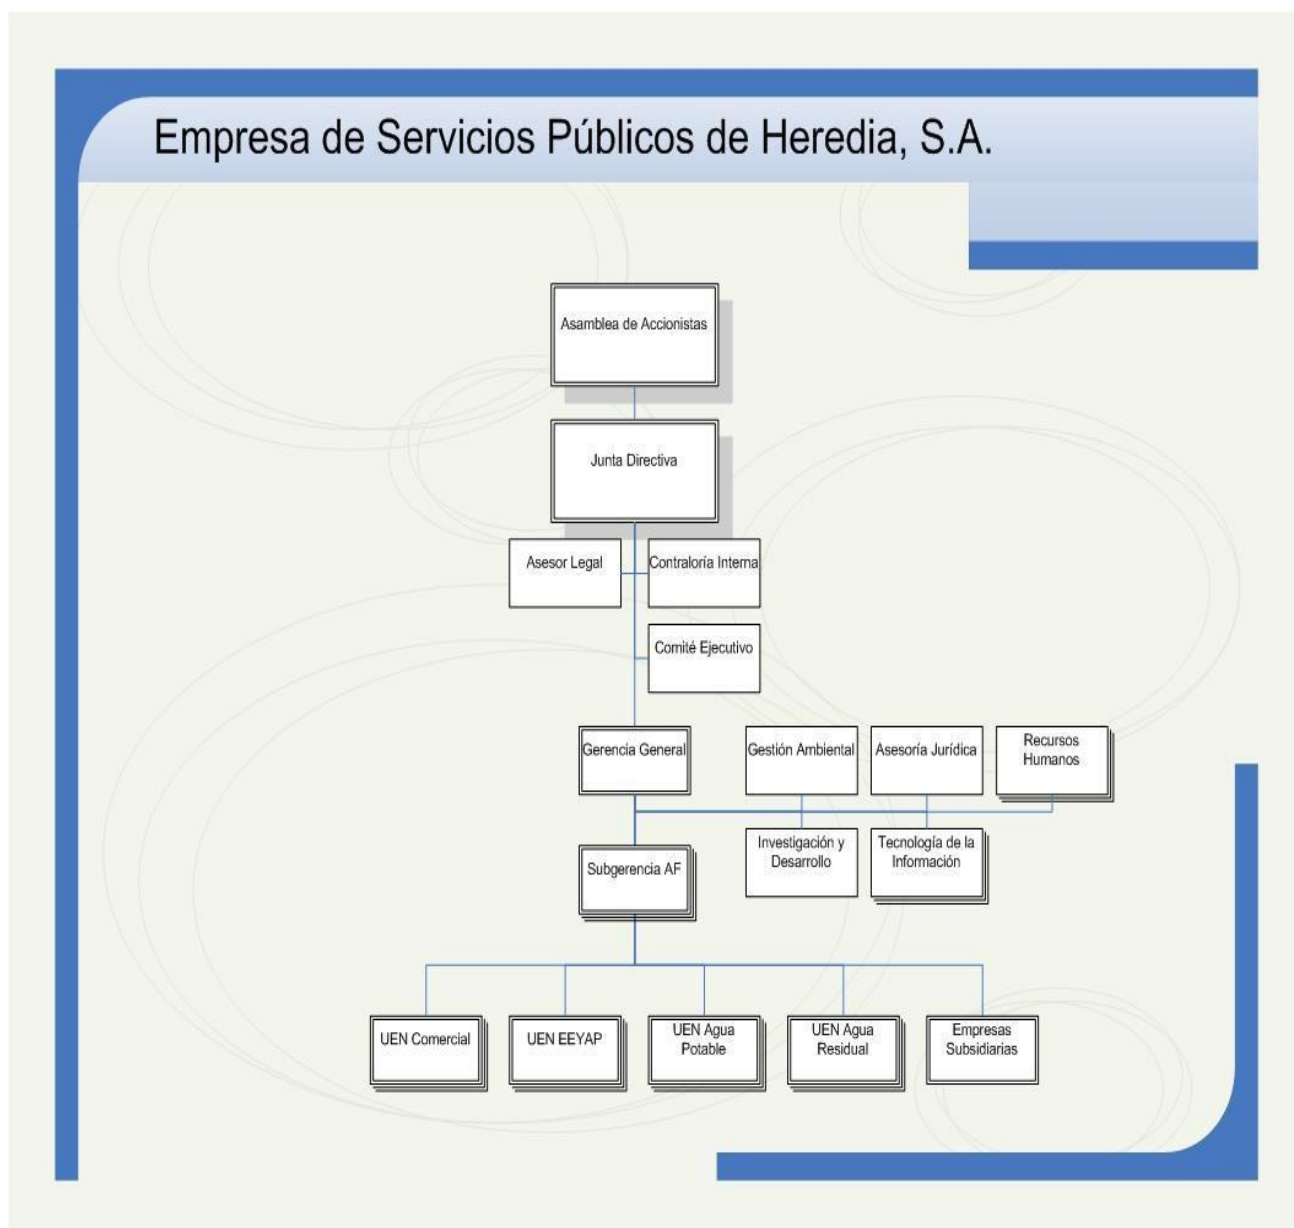 Empresa de Servicios Públicos de Heredia, S.A.
Asamblea de Accionistas
Junta Directiva
Asesor Legal
Contraloría Interna
Comité Ejecutivo
Gerencia General
Gestión Ambiental
Asesoría Jurídica
Recursos
Humanos
Subgerencia AF
Investigación y
Desarrollo
Tecnología de la
Información
UEN Comercial
UEN EEYAP
UEN Agua
Potable
UEN Agua
Residual
Empresas
Subsidiarias